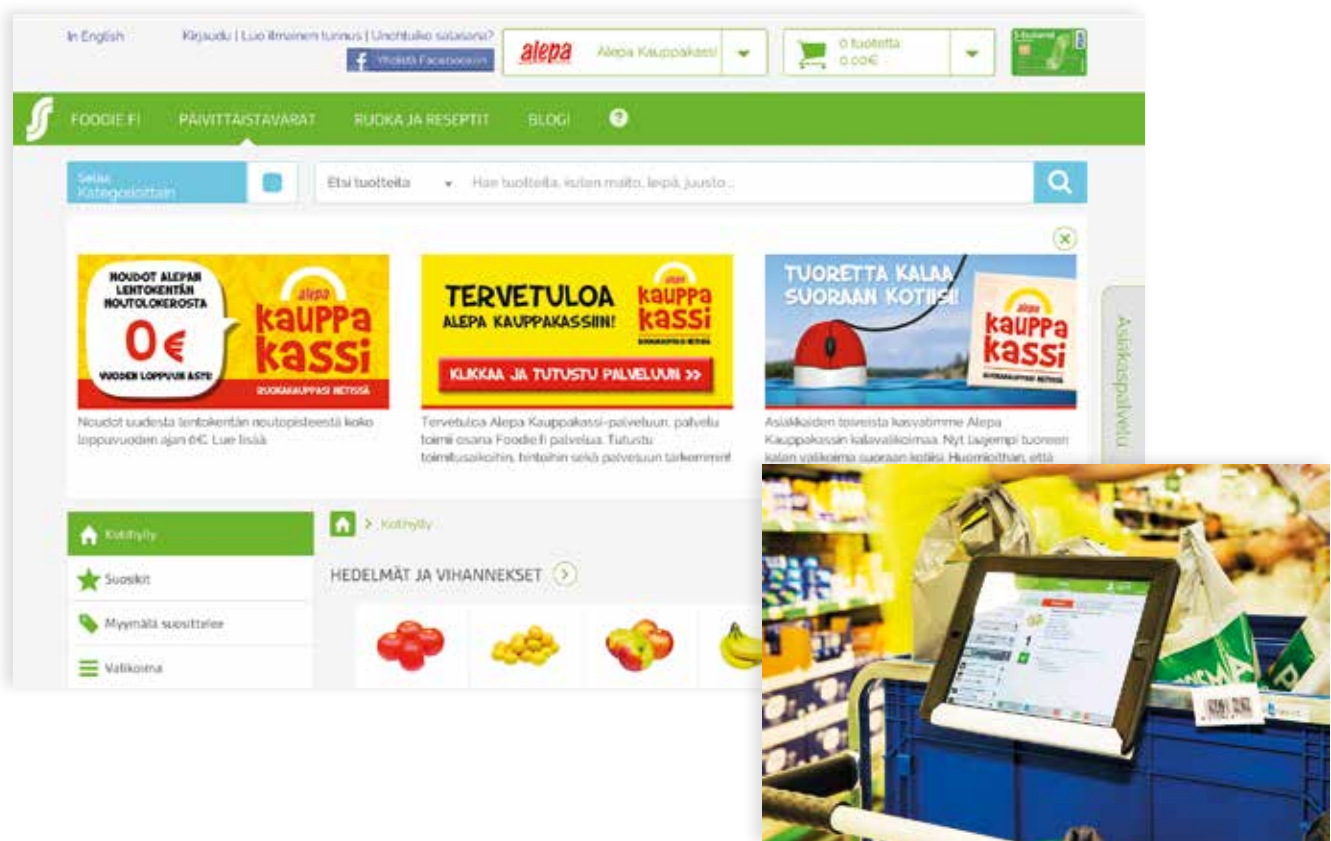 In English
Kirjaudu | Luo ilmainen tunnus | Unohtuiko salasana?
Yhdistä Facebookiin
alepa
Alepa Kauppakassi
0 tuotetta
0.00€
FOODIE.FI
PÄIVITTÄISTAVARAT
RUOKA JA RESEPTIT
BLOGI
?
Selaa
Kategorioittain
Etsi tuotteita
Hae tuotteita, kuten maito, leipä, juusto...
NOUDOT ALEPAN
LENTOKENTÄN
NOUTOLOKEROSTA
0€
VUODEN LOPPUUN ASTI!
alepa
kauppa
kassi
RUOKAKAUPPASI NETISSÄ
TERVETULOA
ALEPA KAUPPAKASSIIN!
KLIKKAA JA TUTUSTU PALVELUUN >>
alepa
kauppa
kassi
RUOKAKAUPPASI NETISSÄ
TUORETTA KALAA
SUORAAN KOTIISI!
alepa
kauppa
kassi
Noudot uudesta lentokentän noutopisteestä koko
loppuvuoden ajan 0€. Lue lisää.
Tervetuloa Alepa Kauppakassi-palveluun, palvelu
toimii osana Foodie.fi palvelua. Tutustu
toimitusaikoihin, hintoihin sekä palveluun tarkemmin!
Asiakkaiden toiveista kasvatimme Alepa
Kauppakassin kalavalikoimaa. Nyt laajempi tuoreen
kalan valikoima suoraan kotiisi. Huomioithan, että
Asiakaspalvelu
Kotihylly
> Kotihylly
Suosikit
Myymälä suosittelee
Valikoima
HEDELMÄT JA VIHANNEKSET